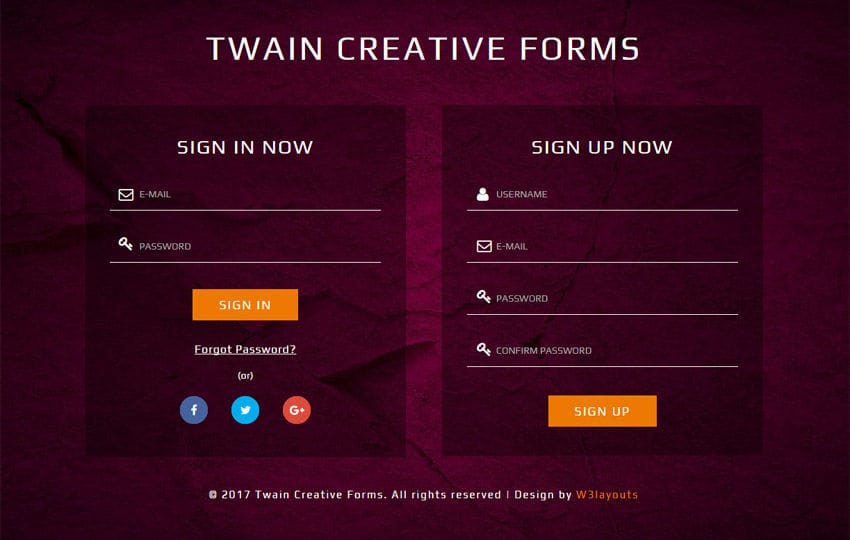 TWAIN CREATIVE FORMS
SIGN IN NOW
E-MAIL
PASSWORD
SIGN IN
Forgot Password?
(or)
f
G+
SIGN UP NOW
USERNAME
E-MAIL
PASSWORD
CONFIRM PASSWORD
SIGN UP
© 2017 Twain Creative Forms. All rights reserved | Design by W3layouts